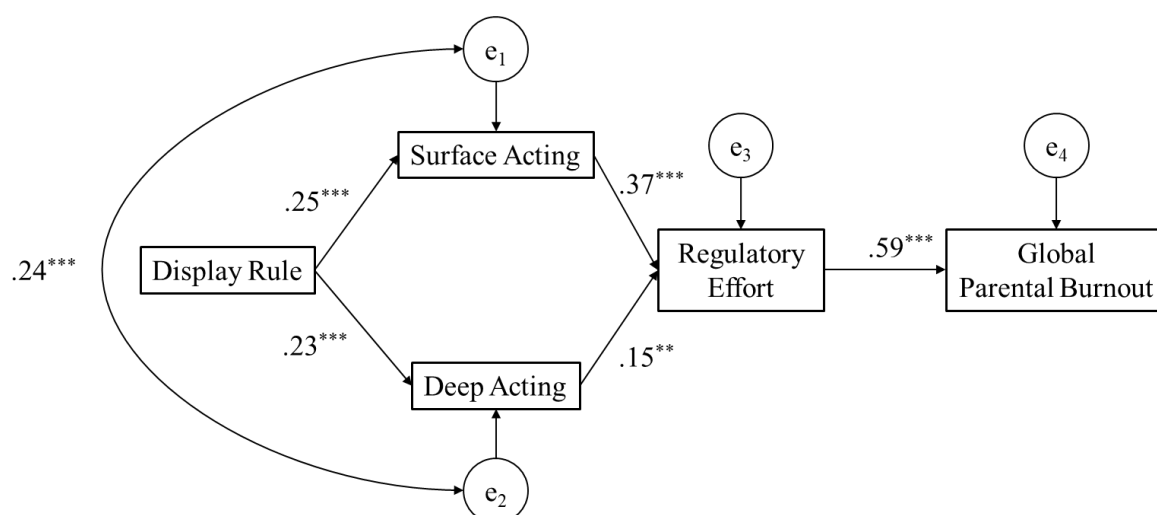 e1
Surface Acting
e3
e4
.25***
.37***
.24***
Display Rule
Regulatory
Effort
.59***
Global
Parental Burnout
.23***
.15**
Deep Acting
e2